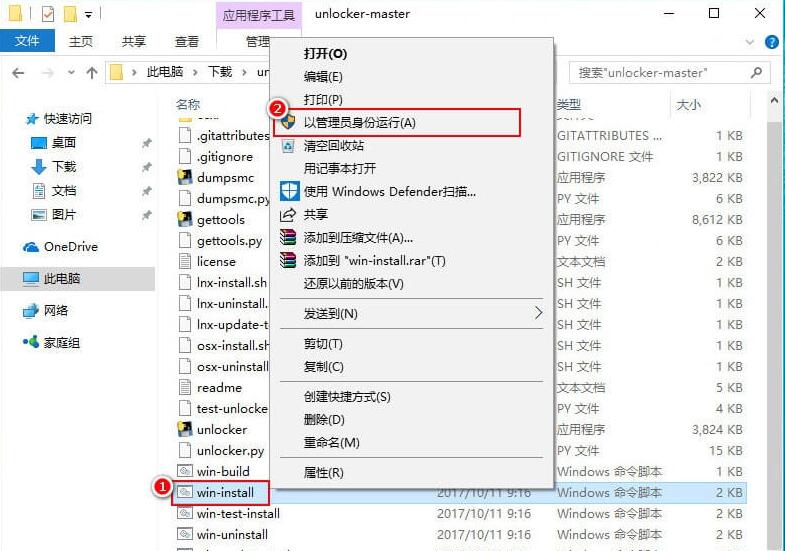 应用程序工具 unlocker-master
文件 主页 共享 查看 管理
此电脑 下载 搜索"unlocker-master"
名称 类型 大小
快速访问
桌面
下载
文档
图片
OneDrive
此电脑
网络
家庭组
.gitattributes GITATTRIBUTES ... 1 KB
.gitignore GITIGNORE 文件 1 KB
dumpsmc 应用程序 3,822 KB
dumpsmc.py PY 文件 6 KB
gettools 应用程序 8,612 KB
gettools.py PY 文件 6 KB
license 文本文档 2 KB
lnx-install.sh SH 文件 1 KB
lnx-uninstall. SH 文件 1 KB
lnx-update-t SH 文件 1 KB
osx-install.sh SH 文件 1 KB
osx-uninstall SH 文件 1 KB
readme 文本文档 5 KB
test-unlocke PY 文件 4 KB
unlocker 应用程序 3,824 KB
unlocker.py PY 文件 15 KB
win-build Windows 命令脚本 1 KB
1 win-install 2017/10/11 9:16 Windows 命令脚本 2 KB
win-test-install 2017/10/11 9:16 Windows 命令脚本 2 KB
win-uninstall 2017/10/11 9:16 Windows 命令脚本 2 KB
打开(O)
编辑(E)
打印(P)
2 以管理员身份运行(A)
清空回收站
用记事本打开
使用 Windows Defender扫描...
共享
添加到压缩文件(A)...
添加到 "win-install.rar"(T)
还原以前的版本(V)
发送到(N)
剪切(T)
复制(C)
创建快捷方式(S)
删除(D)
重命名(M)
属性(R)